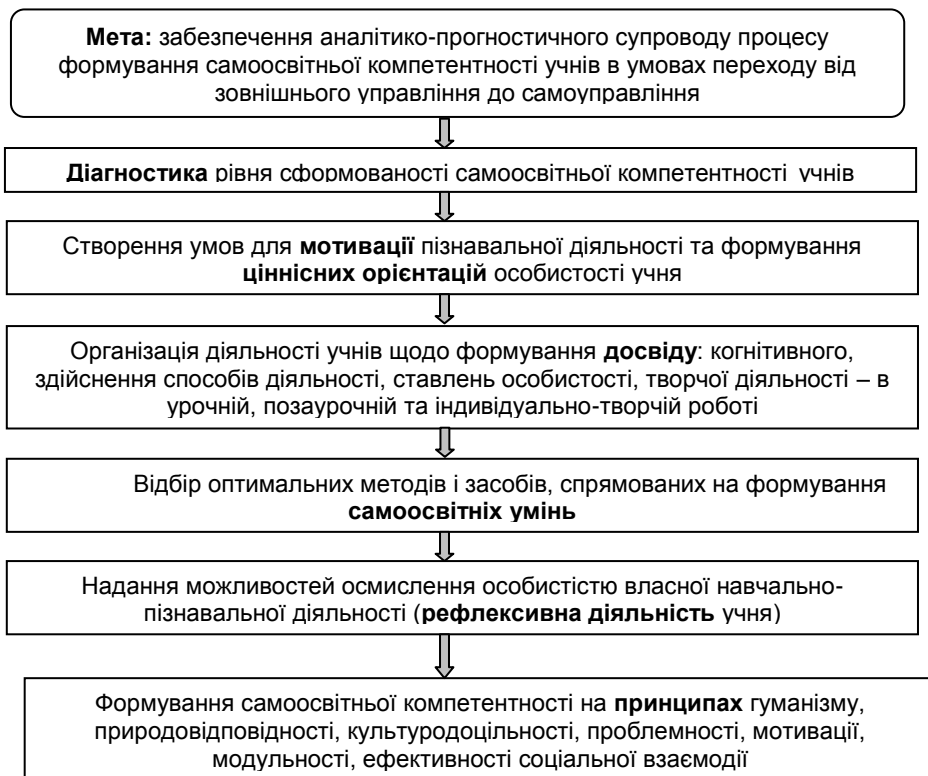 Мета: забезпечення аналітико-прогностичного супроводу процесу
формування самоосвітньої компетентності учнів в умовах переходу від
зовнішнього управління до самоуправління
Діагностика рівня сформованості самоосвітньої компетентності учнів
Створення умов для мотивації пізнавальної діяльності та формування
ціннісних орієнтацій особистості учня
Організація діяльності учнів щодо формування досвіду: когнітивного,
здійснення способів діяльності, ставлень особистості, творчої діяльності – в
урочній, позаурочній та індивідуально-творчій роботі
Відбір оптимальних методів і засобів, спрямованих на формування
самоосвітніх умінь
Надання можливостей осмислення особистістю власної навчально-
пізнавальної діяльності (рефлексивна діяльність учня)
Формування самоосвітньої компетентності на принципах гуманізму,
природовідповідності, культуродоцільності, проблемності, мотивації,
модульності, ефективності соціальної взаємодії